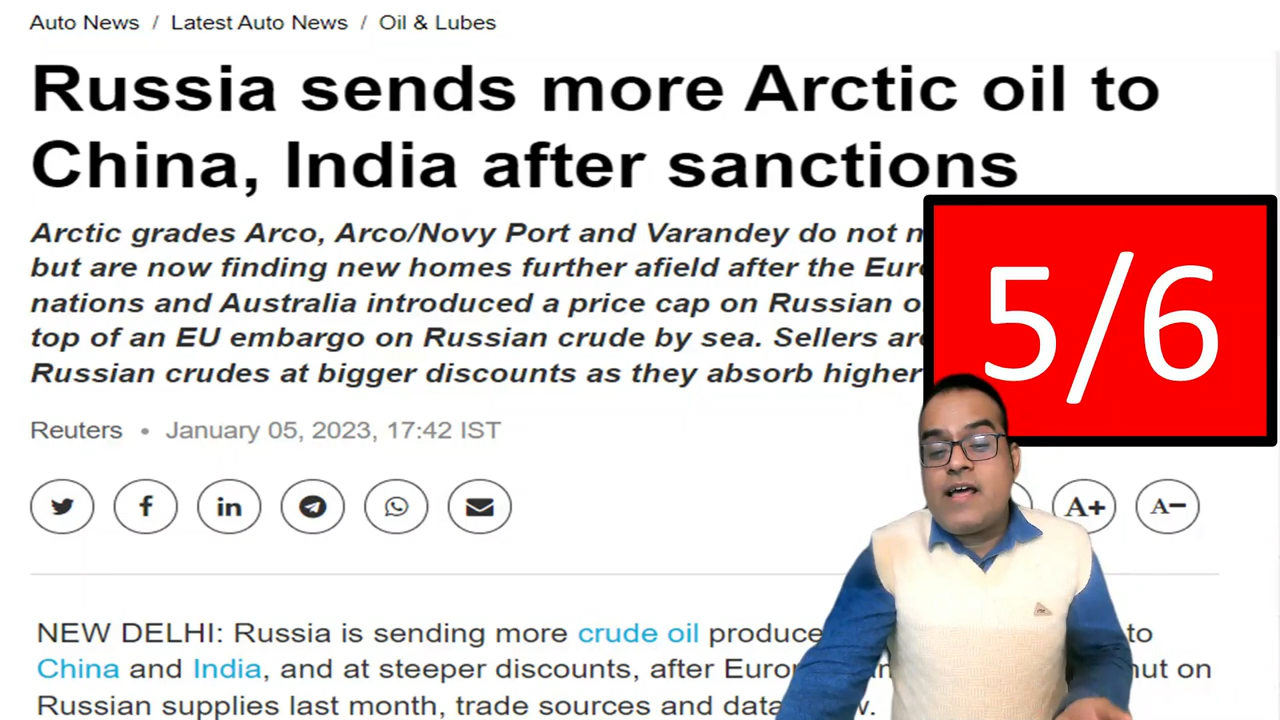 Auto News / Latest Auto News / Oil & Lubes
Russia sends more Arctic oil to
China, India after sanctions
Arctic grades Arco, Arco/Novy Port and Varandey do not
but are now finding new homes further afield after the
nations and Australia introduced a price cap on Russian
top of an EU embargo on Russian crude by sea. Sellers
Russian crudes at bigger discounts as they absorb higher
5/6
Reuters • January 05, 2023, 17:42 IST
f in A+ A-
NEW DELHI: Russia is sending more crude oil to
China and India, and at steeper discounts, after on
Russian supplies last month, trade sources and data